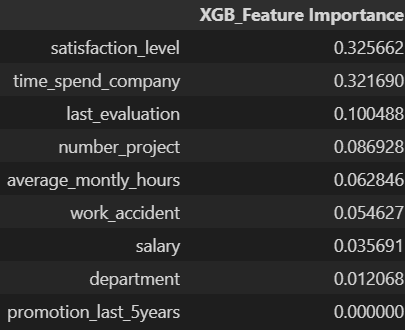 XGB_Feature Importance
satisfaction_level 0.325662
time_spend_company 0.321690
last_evaluation 0.100488
number_project 0.086928
average_montly_hours 0.062846
work_accident 0.054627
salary 0.035691
department 0.012068
promotion_last_5years 0.000000